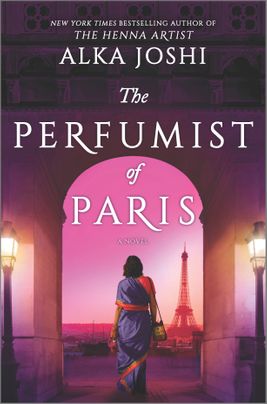 NEW YORK TIMES BESTSELLING AUTHOR OF
THE HENNA ARTIST
ALKA JOSHI
The
PERFUMIST
of
PARIS
A NOVEL